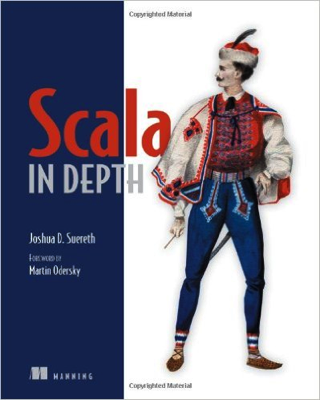 Copyrighted Material
Scala
IN DEPTH
Joshua D. Suereth
FOREWORD BY
Martin Odersky
MANNING
Copyrighted Material